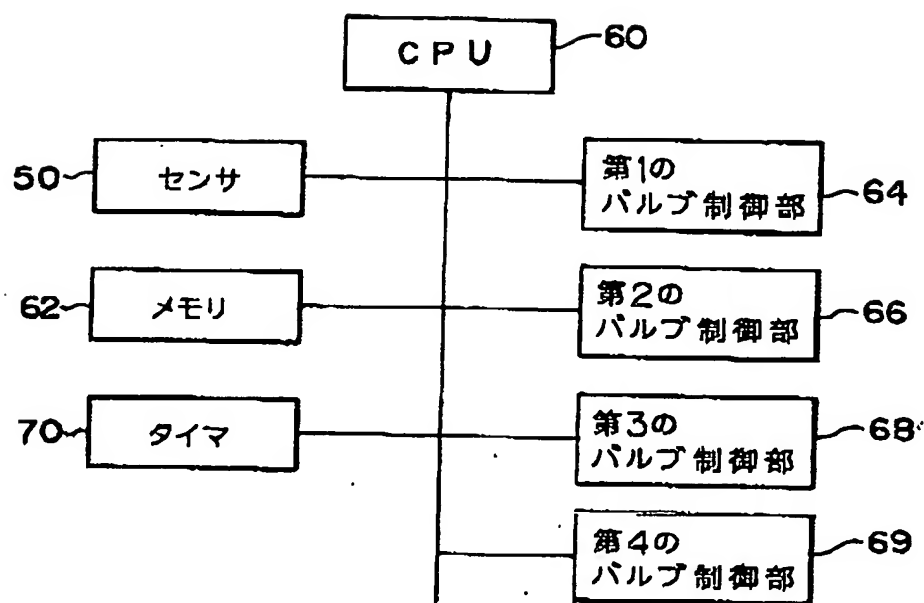 CPU
60
50
センサ
第1の
バルブ制御部
64
62
メモリ
第2の
バルブ制御部
66
70
タイマ
第3の
バルブ制御部
68
第4の
バルブ制御部
69